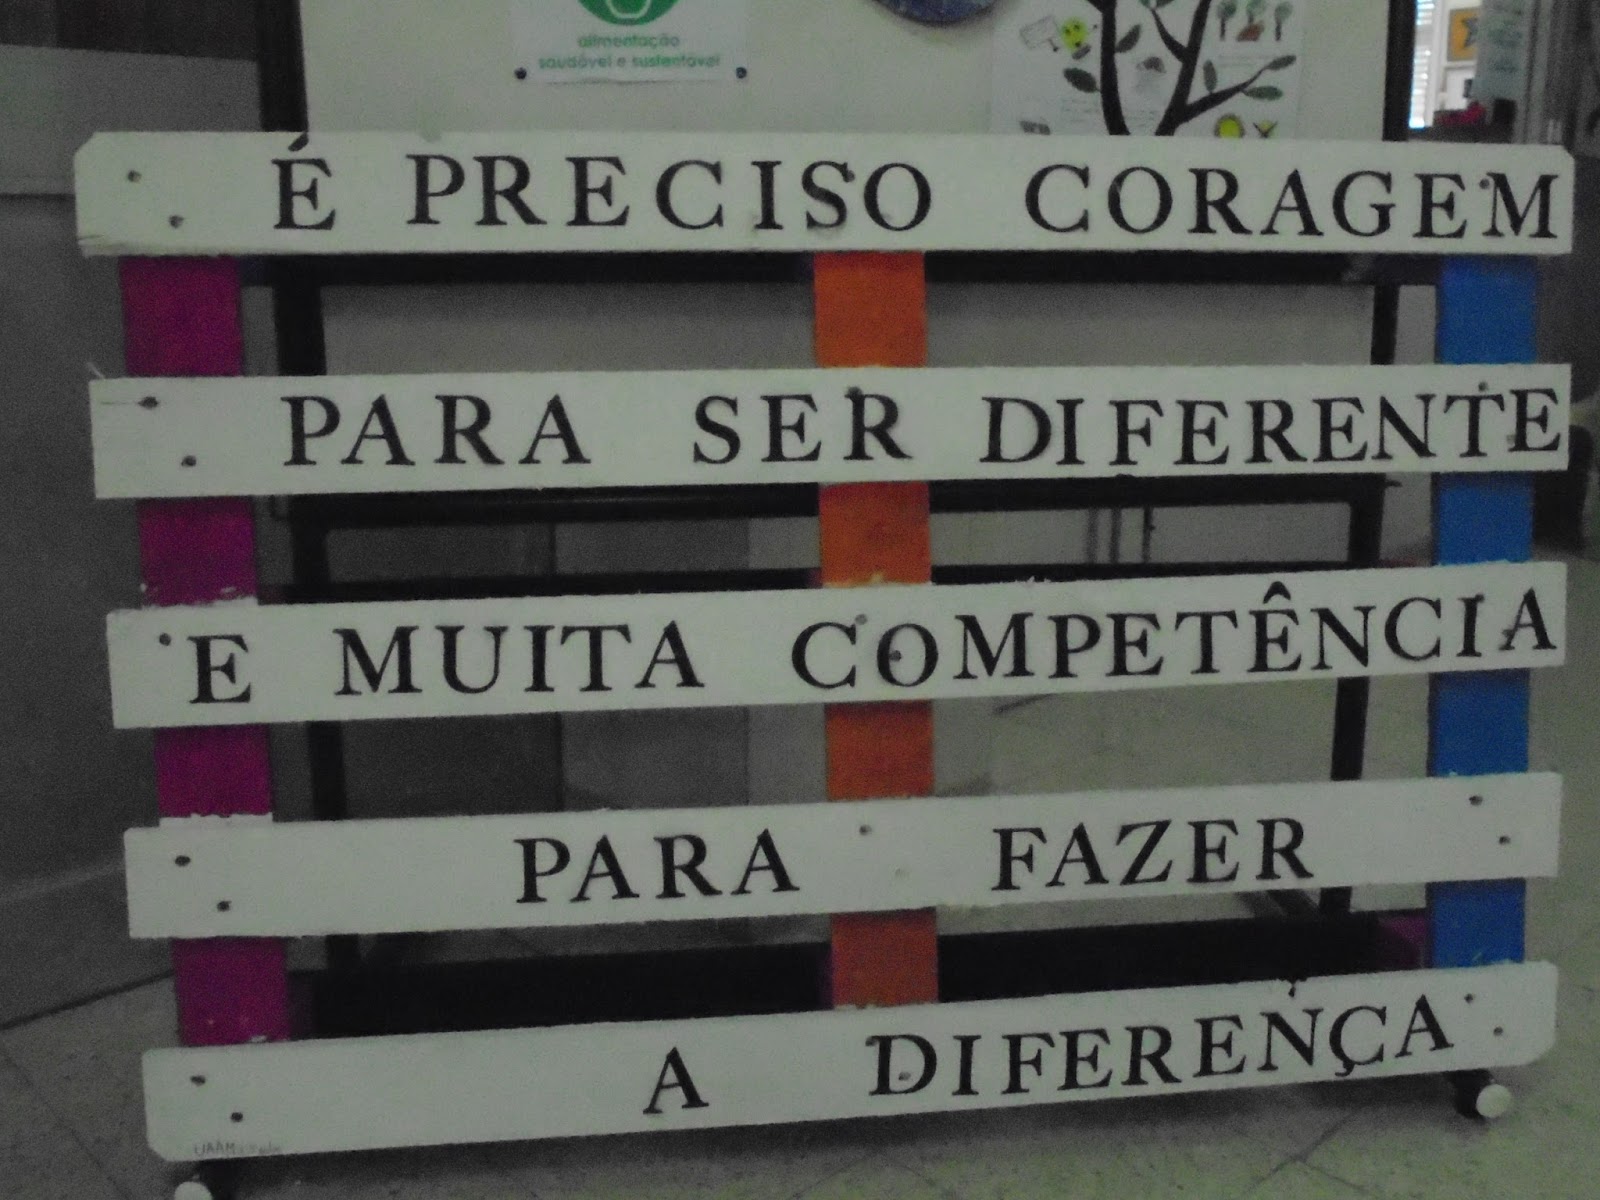 alimentação
saudável e sustentável
É PRECISO CORAGEM
PARA SER DIFERENTE
E MUITA COMPETÊNCIA
PARA FAZER
A DIFERENÇA